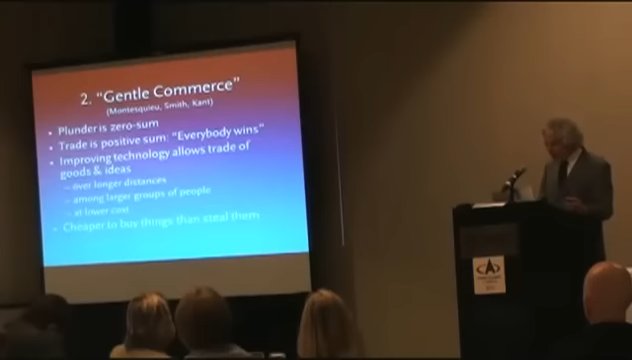 2. "Gentle Commerce"
(Montesquieu, Smith, Kant)
• Plunder is zero-sum
• Trade is positive sum: "Everybody wins"
• Improving technology allows trade of
goods & ideas
– over longer distances
– among larger groups of people
– at lower cost
• Cheaper to buy things than steal them